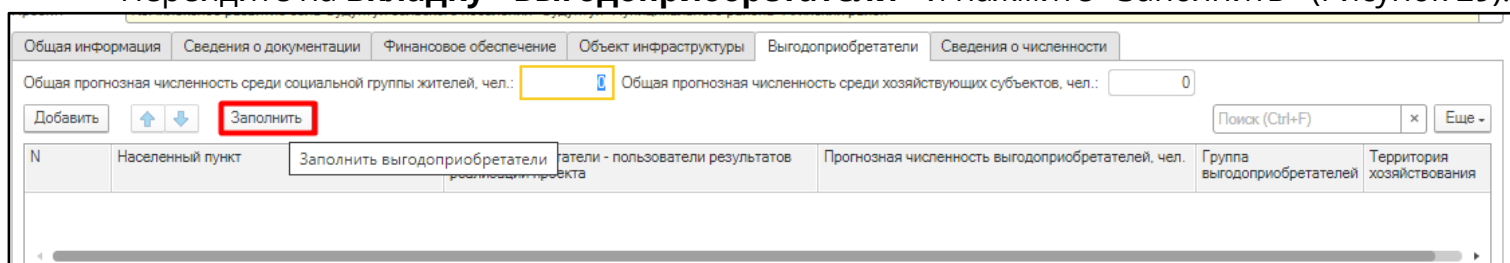 Перейдите на вкладку "Выгодоприобретатели" и нажмите "Заполнить" (Рисунок 29).
Общая информация Сведения о документации Финансовое обеспечение Объект инфраструктуры Выгодоприобретатели Сведения о численности
Общая прогнозная численность среди социальной группы жителей, чел.: 0 Общая прогнозная численность среди хозяйствующих субъектов, чел.: 0
Добавить Заполнить Поиск (Ctrl+F) × Еще
N Населенный пункт Заполнить выгодоприобретатели - пользователи результатов Прогнозная численность выгодоприобретателей, чел. Группа Территория
реализации проекта выгодоприобретателей хозяйствования